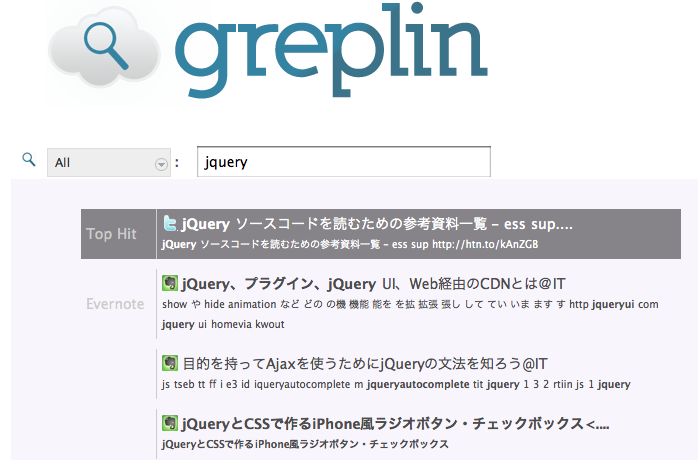 greplin
All : jquery
Top Hit
jQuery ソースコードを読むための参考資料一覧 – ess sup....
jQuery ソースコードを読むための参考資料一覧 – ess sup http://htn.to/kAnZGB
Evernote
jQuery、プラグイン、jQuery UI、Web経由のCDNとは@IT
show や hide animation など どの の機 機能 能を を拡 拡張 張し して てい いま ます す http jqueryui com
jquery ui homevia kwout
目的を持ってAjaxを使うためにjQueryの文法を知ろう@IT
js tseb tt ff i e3 id iqueryautocomplete m jqueryautocomplete tit jquery 1 3 2 rtiin js 1 jquery
jQueryとCSSで作るiPhone風ラジオボタン・チェックボックス<....
jQueryとCSSで作るiPhone風ラジオボタン・チェックボックス